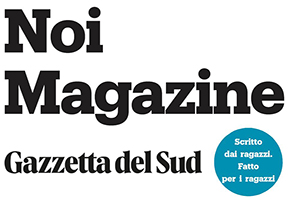 Noi
Magazine
Gazzetta del Sud
Scritto
dai ragazzi.
Fatto
per i ragazzi